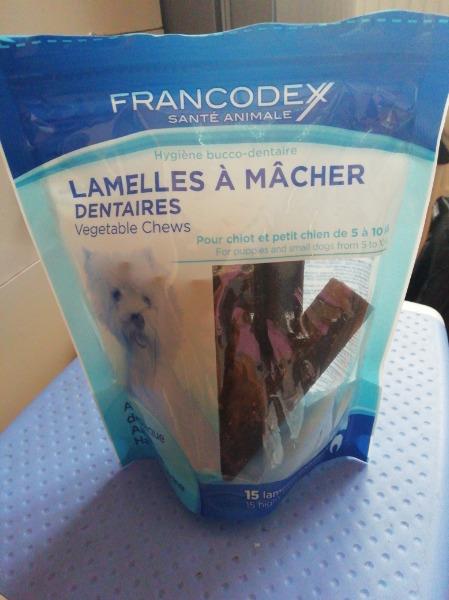 FRANCODEX
SANTÉ ANIMALE
Hygiène bucco-dentaire
LAMELLES À MÂCHER
DENTAIRES
Vegetable Chews
Pour chiot et petit chien de 5 à 10
For puppies and small dogs from 5 to
15
15